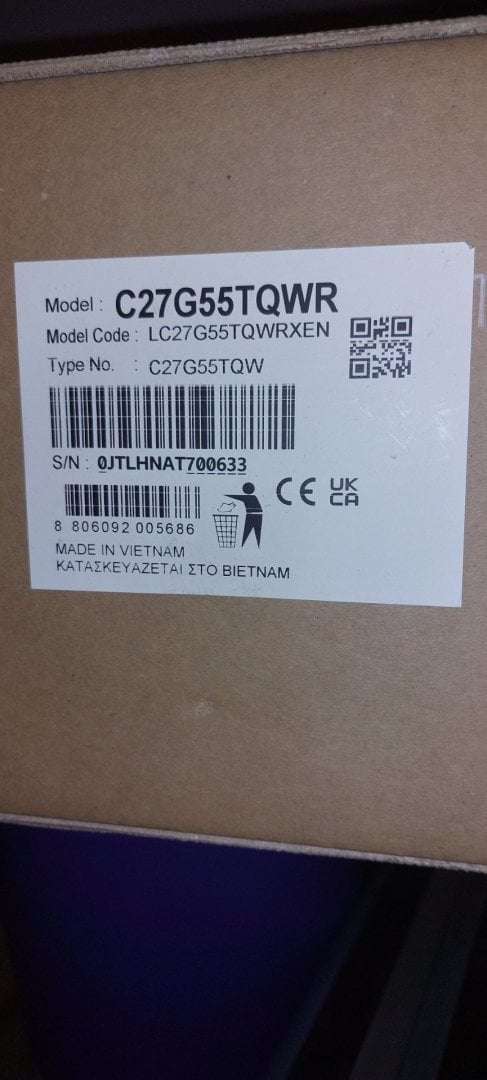 Model : C27G55TQWR
Model Code : LC27G55TQWRXEN
Type No. : C27G55TQW
S/N : 0JTLHNAT700633
8 806092 005686
CE UK
CA
MADE IN VIETNAM
ΚΑΤΑΣΚΕΥΑΖΕΤΑΙ ΣΤΟ ΒΙΕΤΝΑΜ